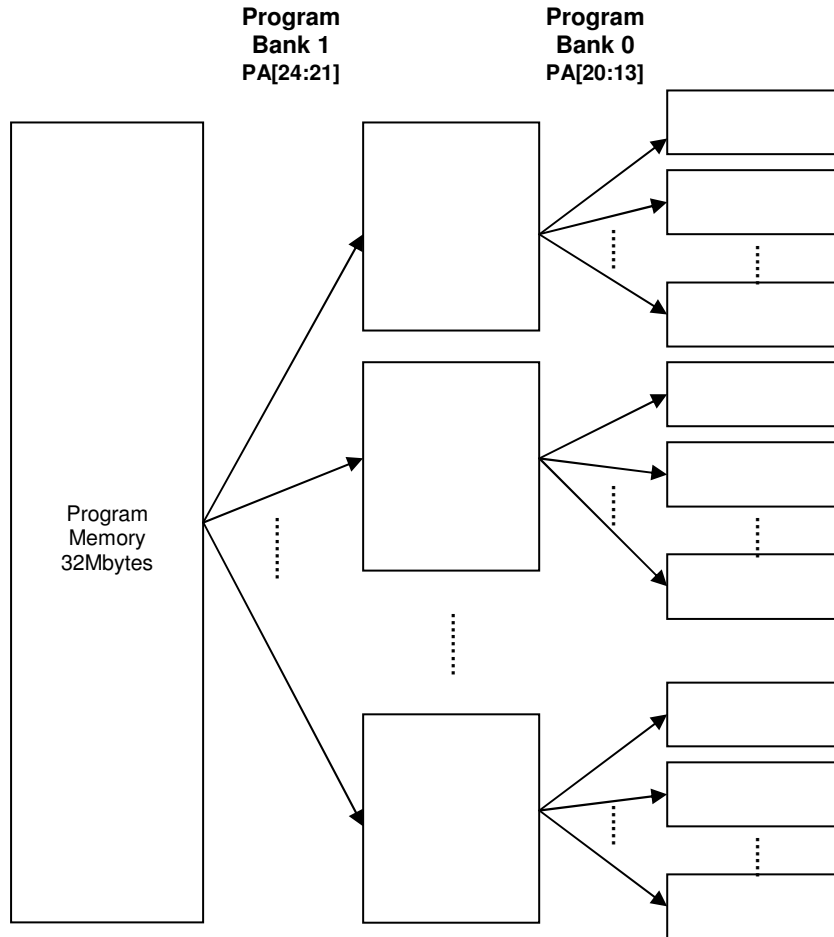 Program
Bank 1
PA[24:21]
Program
Bank 0
PA[20:13]
Program
Memory
32Mbytes